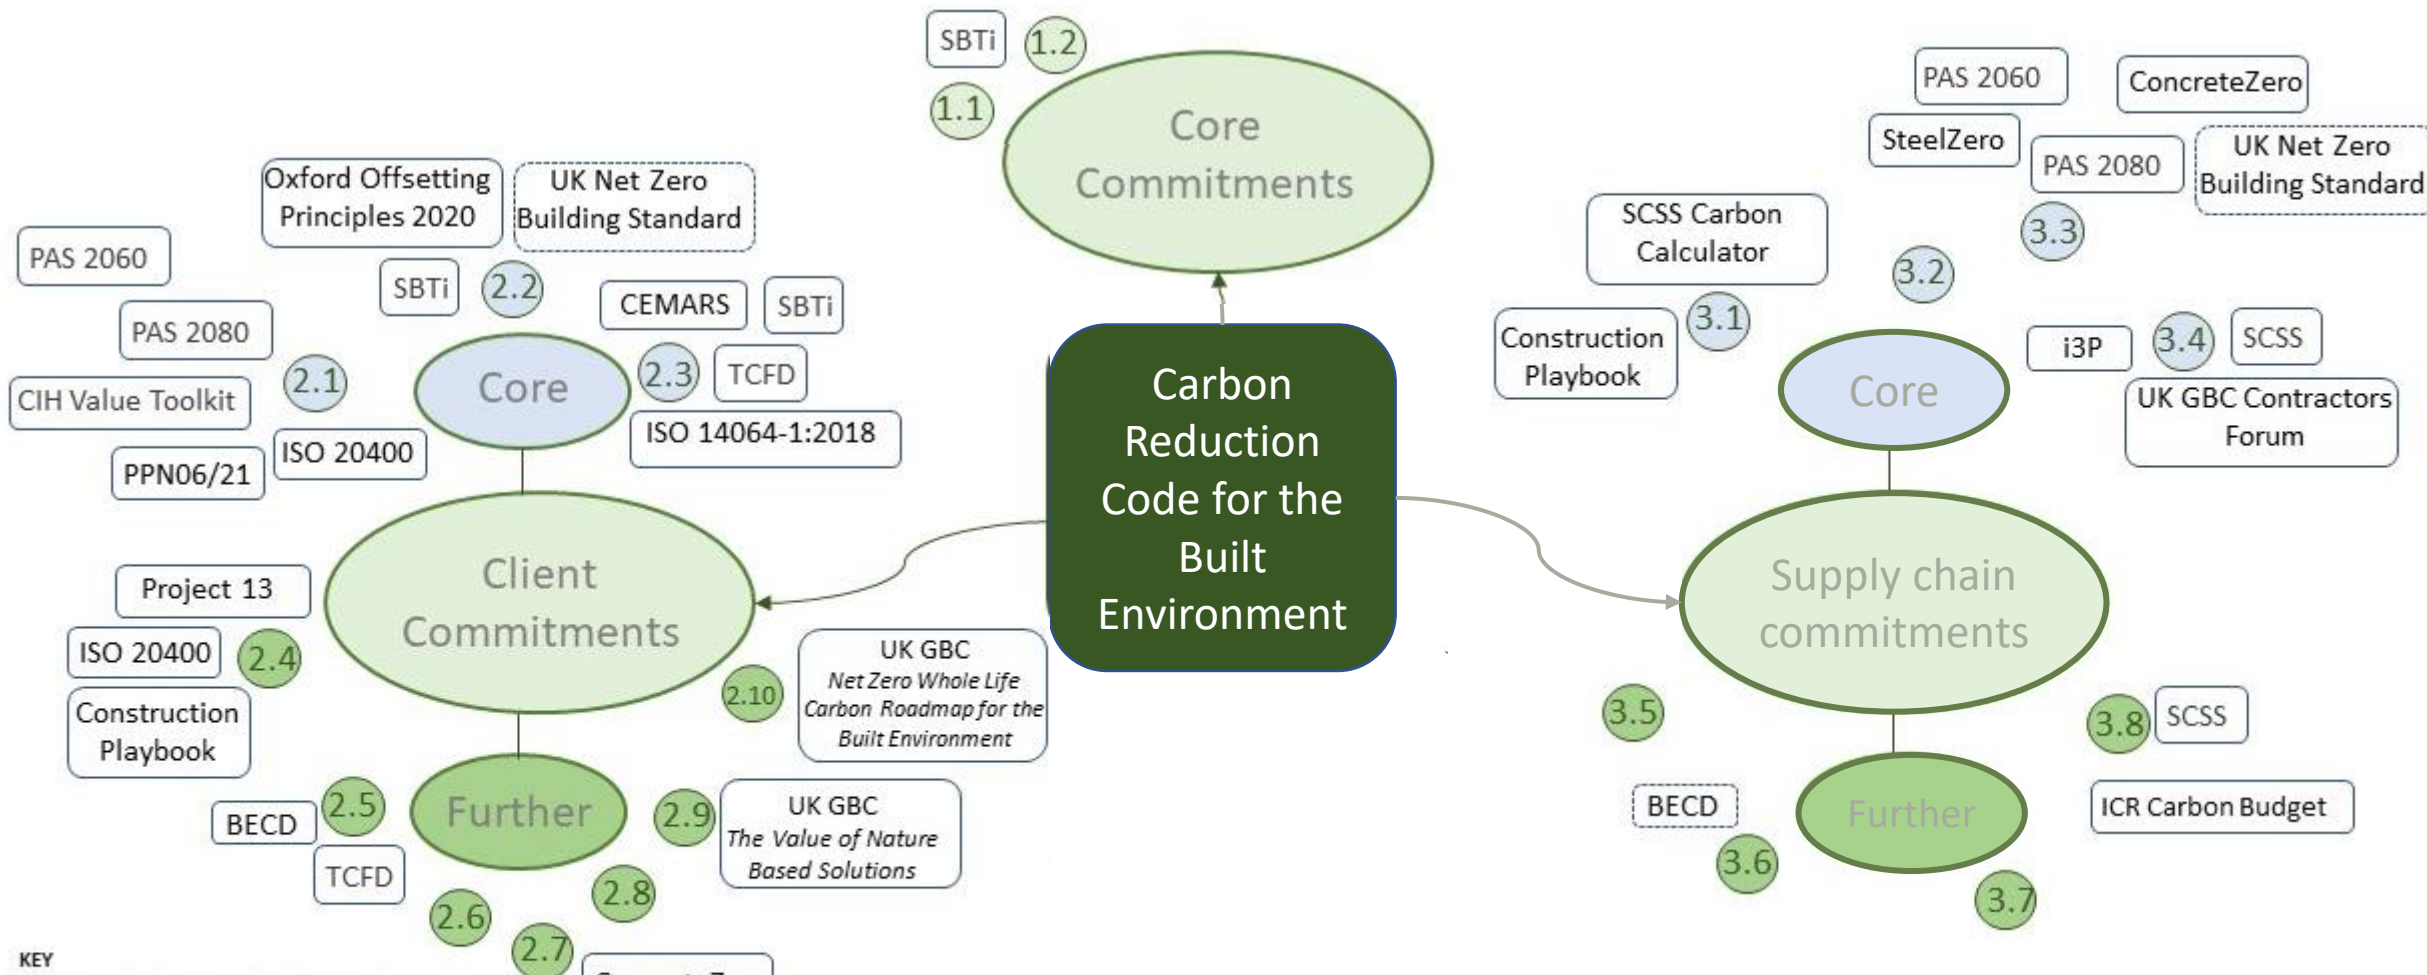 SBTi
1.2
1.1
Core
Commitments
Oxford Offsetting
Principles 2020
UK Net Zero
Building Standard
PAS 2060
SBTi
2.2
CEMARS
SBTi
PAS 2080
2.1
Core
2.3
TCFD
CIH Value Toolkit
ISO 20400
ISO 14064-1:2018
PPN06/21
Client
Commitments
Project 13
ISO 20400
2.4
Construction
Playbook
2.10
UK GBC
Net Zero Whole Life
Carbon Roadmap for the
Built Environment
BECD
2.5
Further
2.9
UK GBC
The Value of Nature
Based Solutions
TCFD
2.6
2.8
2.7
KEY
Carbon
Reduction
Code for the
Built
Environment
PAS 2060
ConcreteZero
SteelZero
PAS 2080
UK Net Zero
Building Standard
SCSS Carbon
Calculator
3.3
3.2
Construction
Playbook
3.1
Core
i3P
3.4
SCSS
UK GBC Contractors
Forum
Supply chain
commitments
3.5
3.8
SCSS
BECD
Further
ICR Carbon Budget
3.6
3.7